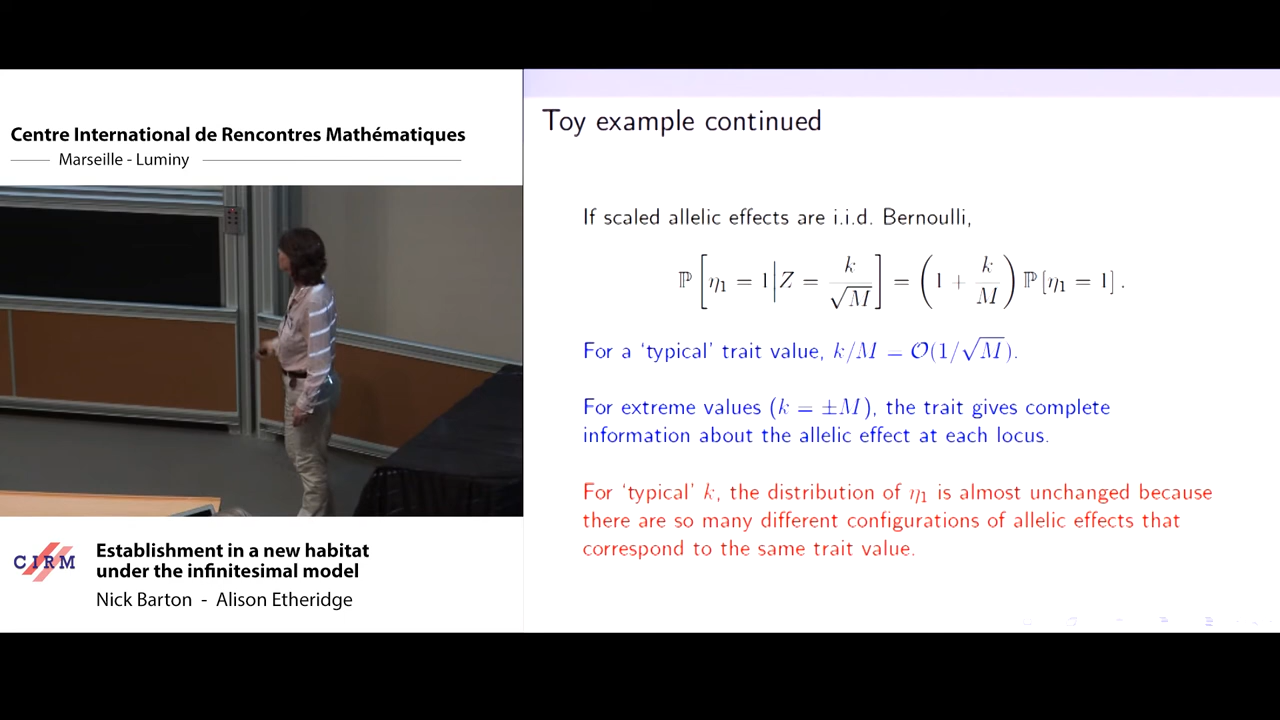 Centre International de Rencontres Mathématiques
Marseille - Luminy
CIRM
Establishment in a new habitat
under the infinitesimal model
Nick Barton - Alison Etheridge
Toy example continued
If scaled allelic effects are i.i.d. Bernoulli,
ℙ[η₁ = 1 | Z = k/√M] = (1 + k/M) ℙ[η₁ = 1].
For a ‘typical’ trait value, k/M = 𝒪(1/√M).
For extreme values (k = ±M), the trait gives complete
information about the allelic effect at each locus.
For ‘typical’ k, the distribution of η₁ is almost unchanged because
there are so many different configurations of allelic effects that
correspond to the same trait value.